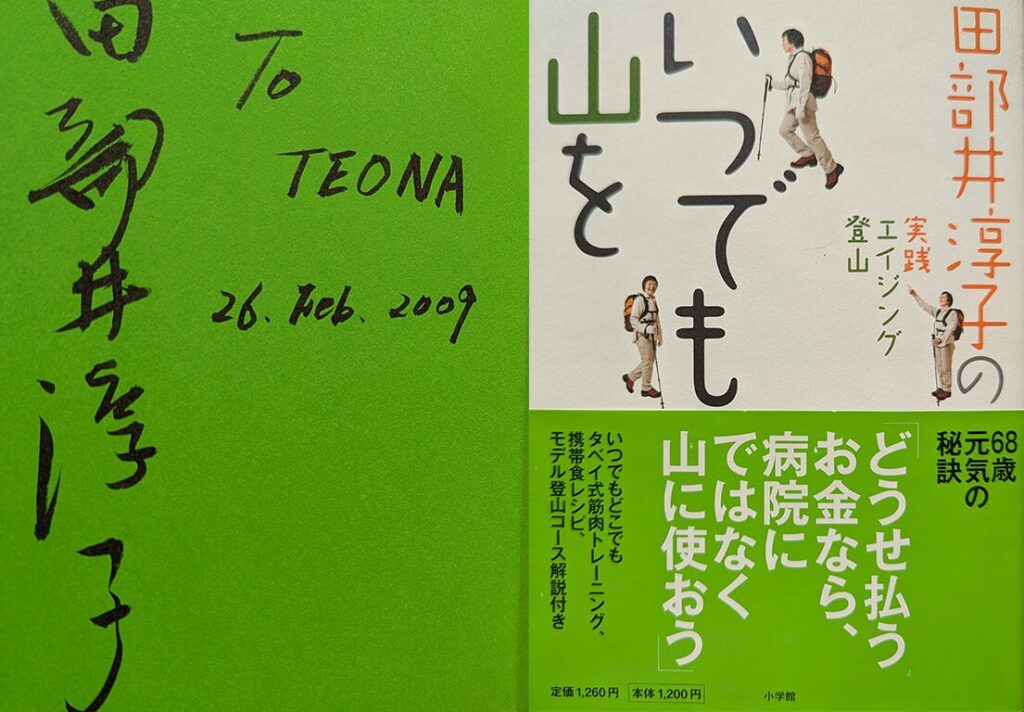 田部井淳子
To
TEONA
26. Feb. 2009
田部井淳子の
実践
エイジング
登山
いつでも
山を
68歳
元気の
秘訣
「どうせ払う
お金なら、
病院に
ではなく
山に使おう」
いつでもどこでも
タベイ式筋肉トレーニング、
携帯食レシピ、
モデル登山コース解説付き
定価1,260円
本体1,200円
小学館